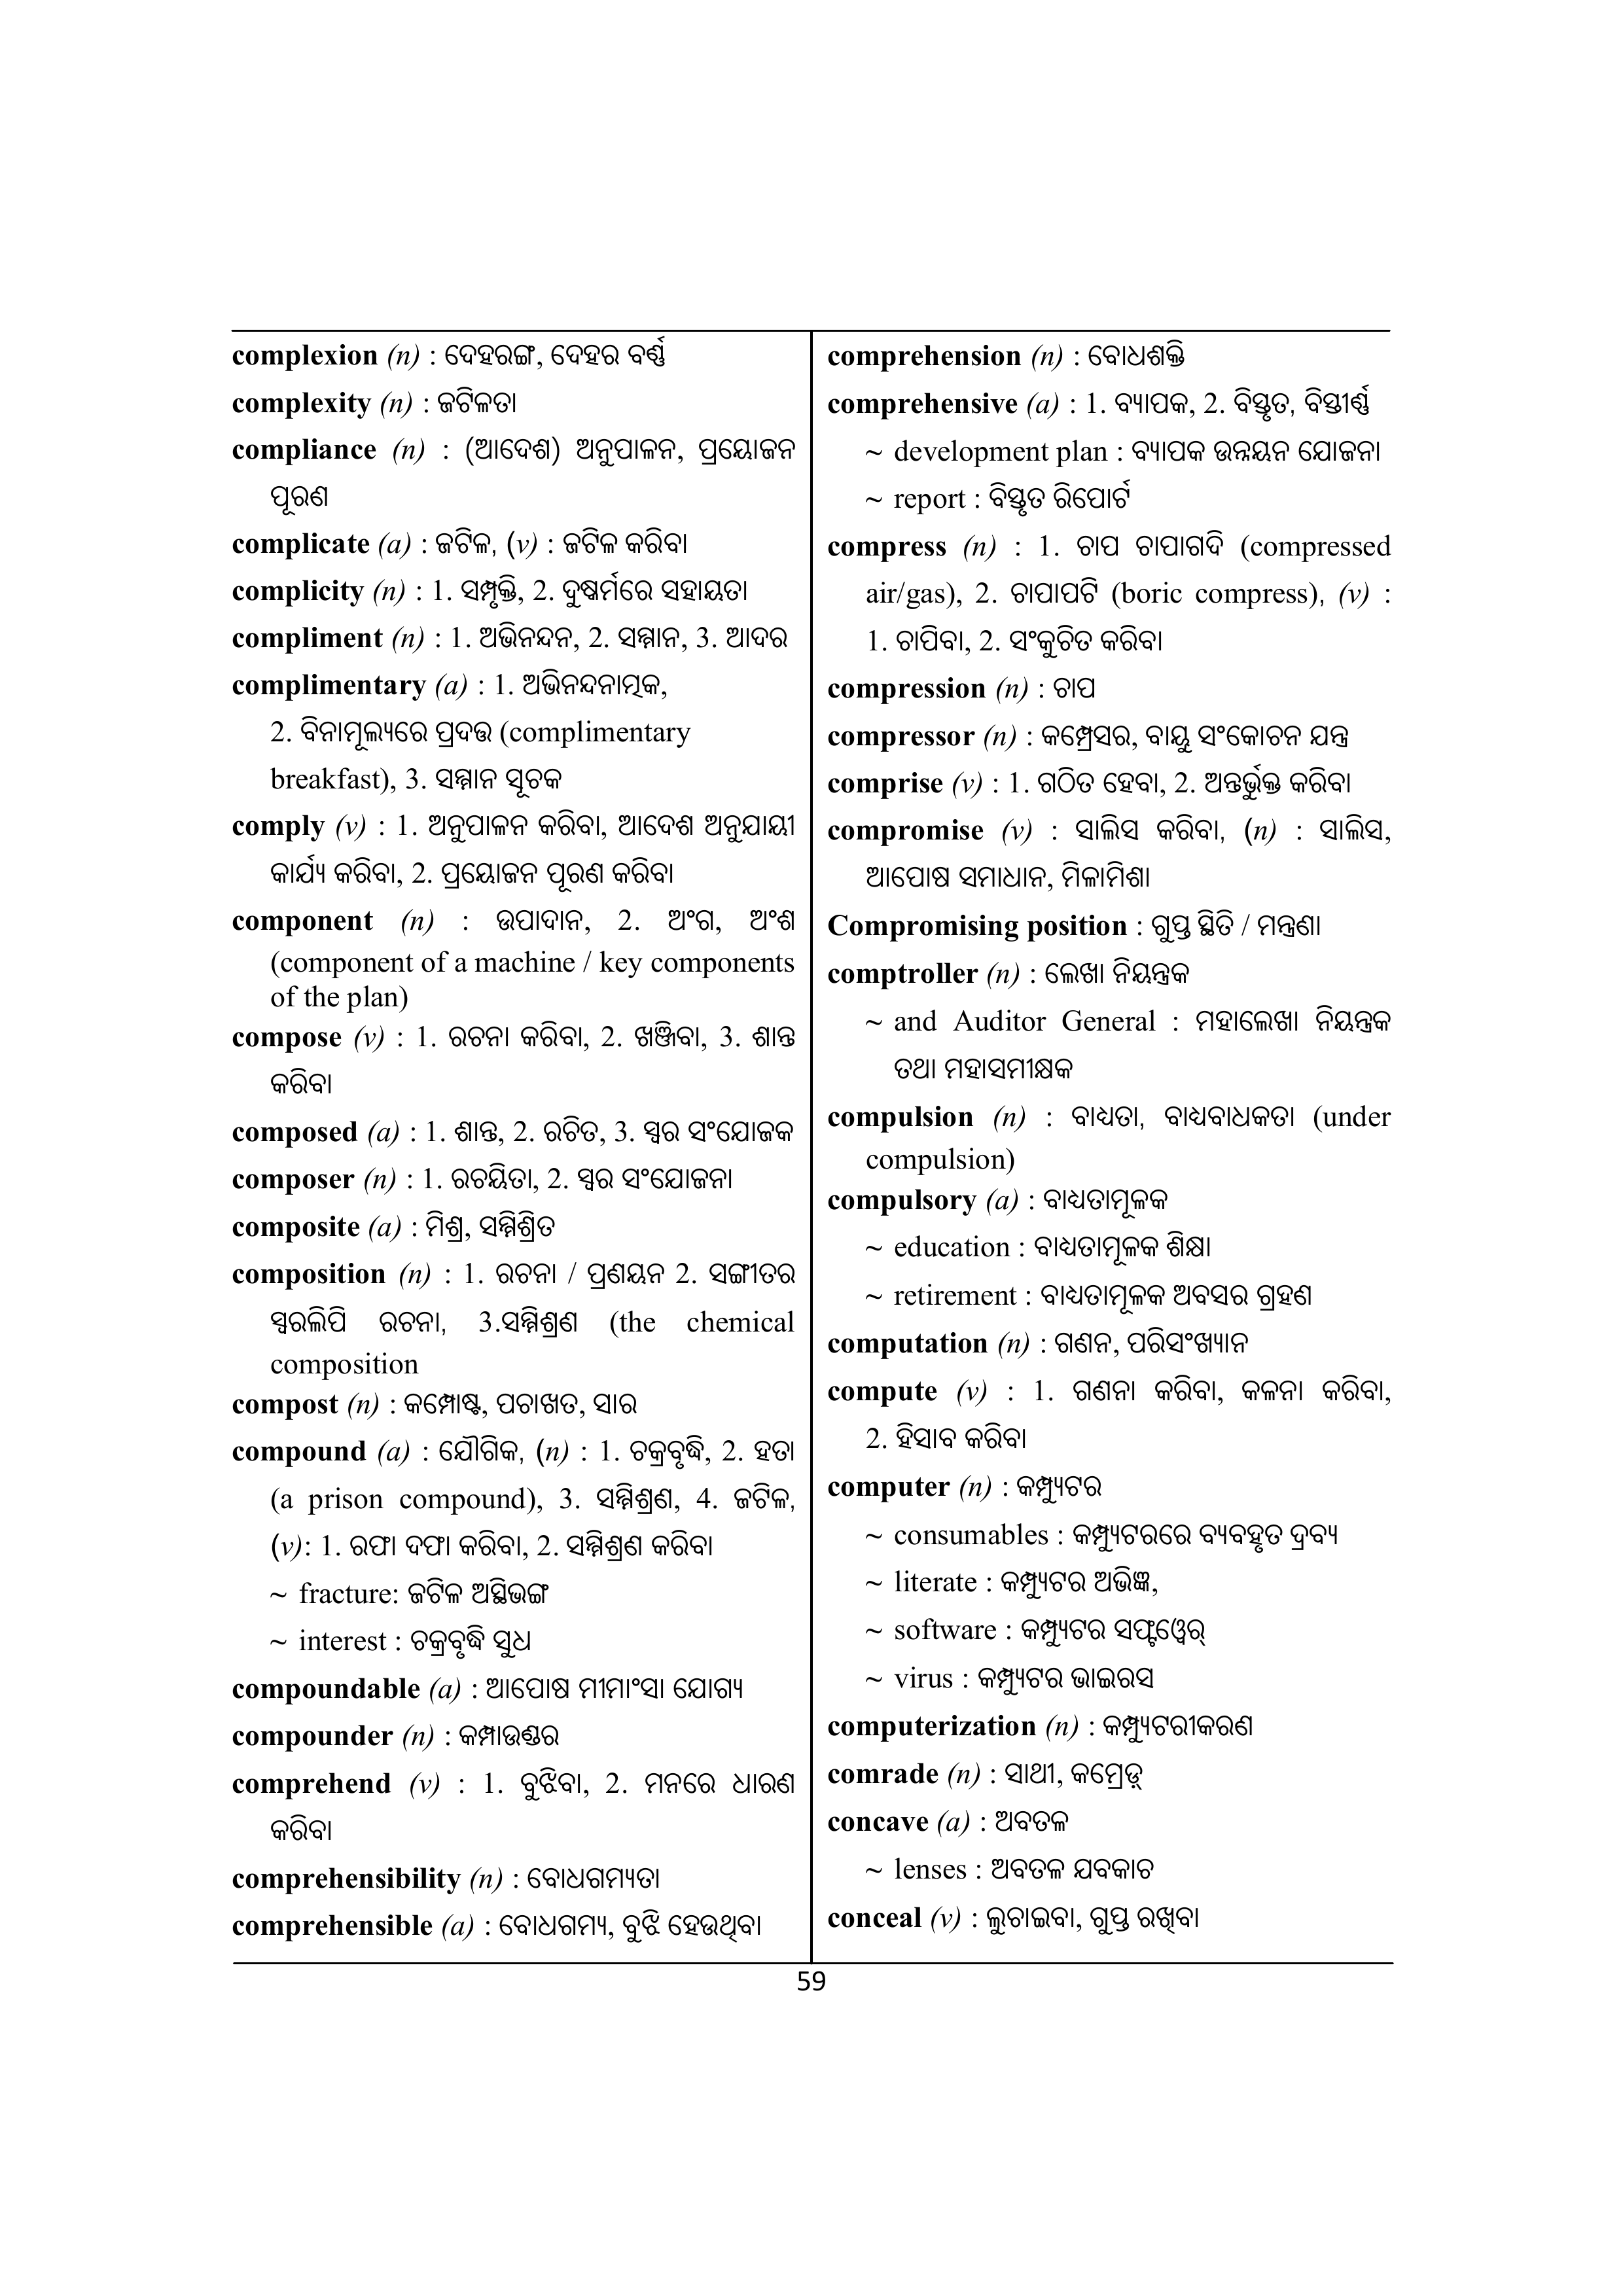 complexion (n) : ଦେହରଙ୍ଗ, ଦେହର ବର୍ଣ୍ଣ
complexity (n) : ଜଟିଳତା
compliance (n) : (ଆଦେଶ) ଅନୁପାଳନ, ପ୍ରୟୋଜନ
ପୂରଣ
complicate (a) : ଜଟିଳ, (v) : ଜଟିଳ କରିବା
complicity (n) : 1. ସମ୍ପୃକ୍ତି, 2. ଦୁଷ୍କର୍ମରେ ସହାୟତା
compliment (n) : 1. ଅଭିନନ୍ଦନ, 2. ସମ୍ମାନ, 3. ଆଦର
complimentary (a) : 1. ଅଭିନନ୍ଦନାତ୍ମକ,
2. ବିନାମୂଲ୍ୟରେ ପ୍ରଦତ୍ତ (complimentary
breakfast), 3. ସମ୍ମାନ ସୂଚକ
comply (v) : 1. ଅନୁପାଳନ କରିବା, ଆଦେଶ ଅନୁଯାୟୀ
କାର୍ଯ୍ୟ କରିବା, 2. ପ୍ରୟୋଜନ ପୂରଣ କରିବା
component (n) : ଉପାଦାନ, 2. ଅଂଗ, ଅଂଶ
(component of a machine / key components
of the plan)
compose (v) : 1. ରଚନା କରିବା, 2. ଖଞ୍ଜିବା, 3. ଶାନ୍ତ
କରିବା
composed (a) : 1. ଶାନ୍ତ, 2. ରଚିତ, 3. ସ୍ୱର ସଂଯୋଜକ
composer (n) : 1. ରଚୟିତା, 2. ସ୍ୱର ସଂଯୋଜନା
composite (a) : ମିଶ୍ର, ସମ୍ମିଶ୍ରିତ
composition (n) : 1. ରଚନା / ପ୍ରଣୟନ 2. ସଙ୍ଗୀତର
ସ୍ୱରଲିପି ରଚନା, 3.ସମ୍ମିଶ୍ରଣ (the chemical
composition
compost (n) : କମ୍ପୋଷ୍ଟ, ପଚାଖତ, ସାର
compound (a) : ଯୌଗିକ, (n) : 1. ଚକ୍ରବୃଦ୍ଧି, 2. ହତା
(a prison compound), 3. ସମ୍ମିଶ୍ରଣ, 4. ଜଟିଳ,
(v): 1. ରଫା ଦଫା କରିବା, 2. ସମ୍ମିଶ୍ରଣ କରିବା
~ fracture: ଜଟିଳ ଅସ୍ଥିଭଙ୍ଗ
~ interest : ଚକ୍ରବୃଦ୍ଧି ସୁଧ
compoundable (a) : ଆପୋଷ ମୀମାଂସା ଯୋଗ୍ୟ
compounder (n) : କମ୍ପାଉଣ୍ଡର
comprehend (v) : 1. ବୁଝିବା, 2. ମନରେ ଧାରଣ
କରିବା
comprehensibility (n) : ବୋଧଗମ୍ୟତା
comprehensible (a) : ବୋଧଗମ୍ୟ, ବୁଝି ହେଉଥିବା
comprehension (n) : ବୋଧଶକ୍ତି
comprehensive (a) : 1. ବ୍ୟାପକ, 2. ବିସ୍ତୃତ, ବିସ୍ତୀର୍ଣ୍ଣ
~ development plan : ବ୍ୟାପକ ଉନ୍ନୟନ ଯୋଜନା
~ report : ବିସ୍ତୃତ ରିପୋର୍ଟ
compress (n) : 1. ଚାପ ଚାପାଗଦି (compressed
air/gas), 2. ଚାପାପଟି (boric compress), (v) :
1. ଚାପିବା, 2. ସଂକୁଚିତ କରିବା
compression (n) : ଚାପ
compressor (n) : କମ୍ପ୍ରେସର, ବାୟୁ ସଂକୋଚନ ଯନ୍ତ୍ର
comprise (v) : 1. ଗଠିତ ହେବା, 2. ଅନ୍ତର୍ଭୁକ୍ତ କରିବା
compromise (v) : ସାଲିସ କରିବା, (n) : ସାଲିସ,
ଆପୋଷ ସମାଧାନ, ମିଳାମିଶା
Compromising position : ଗୁପ୍ତ ସ୍ଥିତି / ମନ୍ତ୍ରଣା
comptroller (n) : ଲେଖା ନିୟନ୍ତ୍ରକ
~ and Auditor General : ମହାଲେଖା ନିୟନ୍ତ୍ରକ
ତଥା ମହାସମୀକ୍ଷକ
compulsion (n) : ବାଧ୍ୟତା, ବାଧ୍ୟବାଧକତା (under
compulsion)
compulsory (a) : ବାଧ୍ୟତାମୂଳକ
~ education : ବାଧ୍ୟତାମୂଳକ ଶିକ୍ଷା
~ retirement : ବାଧ୍ୟତାମୂଳକ ଅବସର ଗ୍ରହଣ
computation (n) : ଗଣନ, ପରିସଂଖ୍ୟାନ
compute (v) : 1. ଗଣନା କରିବା, କଳନା କରିବା,
2. ହିସାବ କରିବା
computer (n) : କମ୍ପ୍ୟୁଟର
~ consumables : କମ୍ପ୍ୟୁଟରରେ ବ୍ୟବହୃତ ଦ୍ରବ୍ୟ
~ literate : କମ୍ପ୍ୟୁଟର ଅଭିଜ୍ଞ,
~ software : କମ୍ପ୍ୟୁଟର ସଫ୍ଟୱେର୍
~ virus : କମ୍ପ୍ୟୁଟର ଭାଇରସ
computerization (n) : କମ୍ପ୍ୟୁଟରୀକରଣ
comrade (n) : ସାଥୀ, କମ୍ରେଡ଼୍
concave (a) : ଅବତଳ
~ lenses : ଅବତଳ ଯବକାଚ
conceal (v) : ଲୁଚାଇବା, ଗୁପ୍ତ ରଖିବା
59